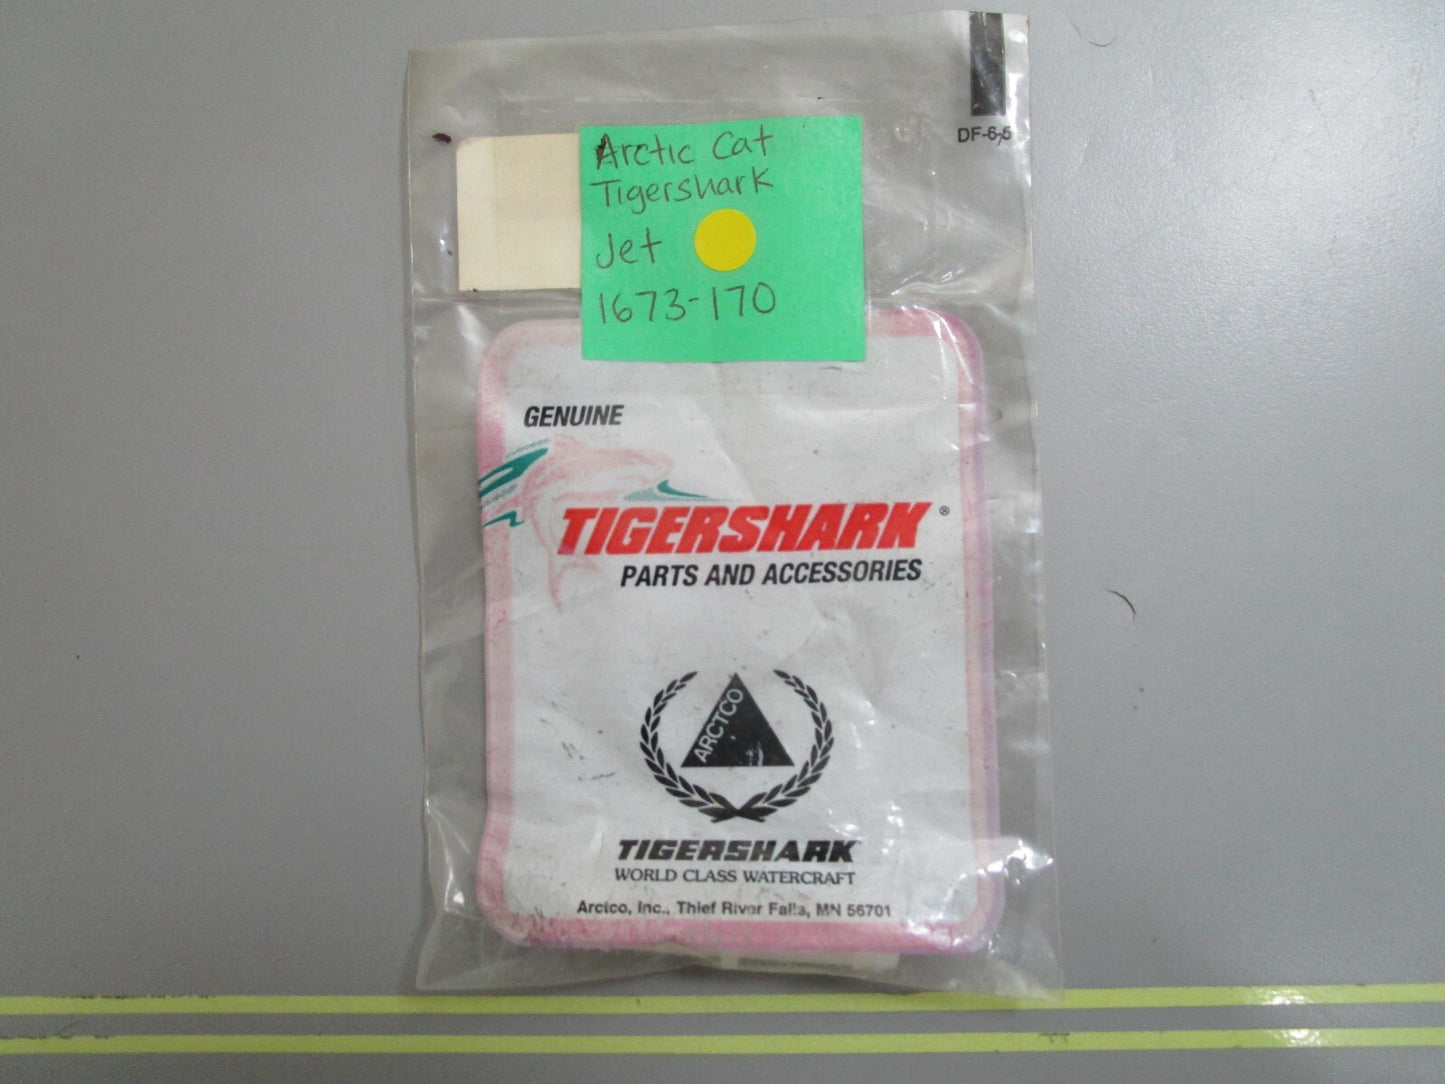 DF-6-5
Arctic Cat
Tigershark
Jet
1673-170
GENUINE
TIGERSHARK®
PARTS AND ACCESSORIES
ARCTCO
TIGERSHARK
WORLD CLASS WATERCRAFT
Arctco, Inc., Thief River Falls, MN 56701